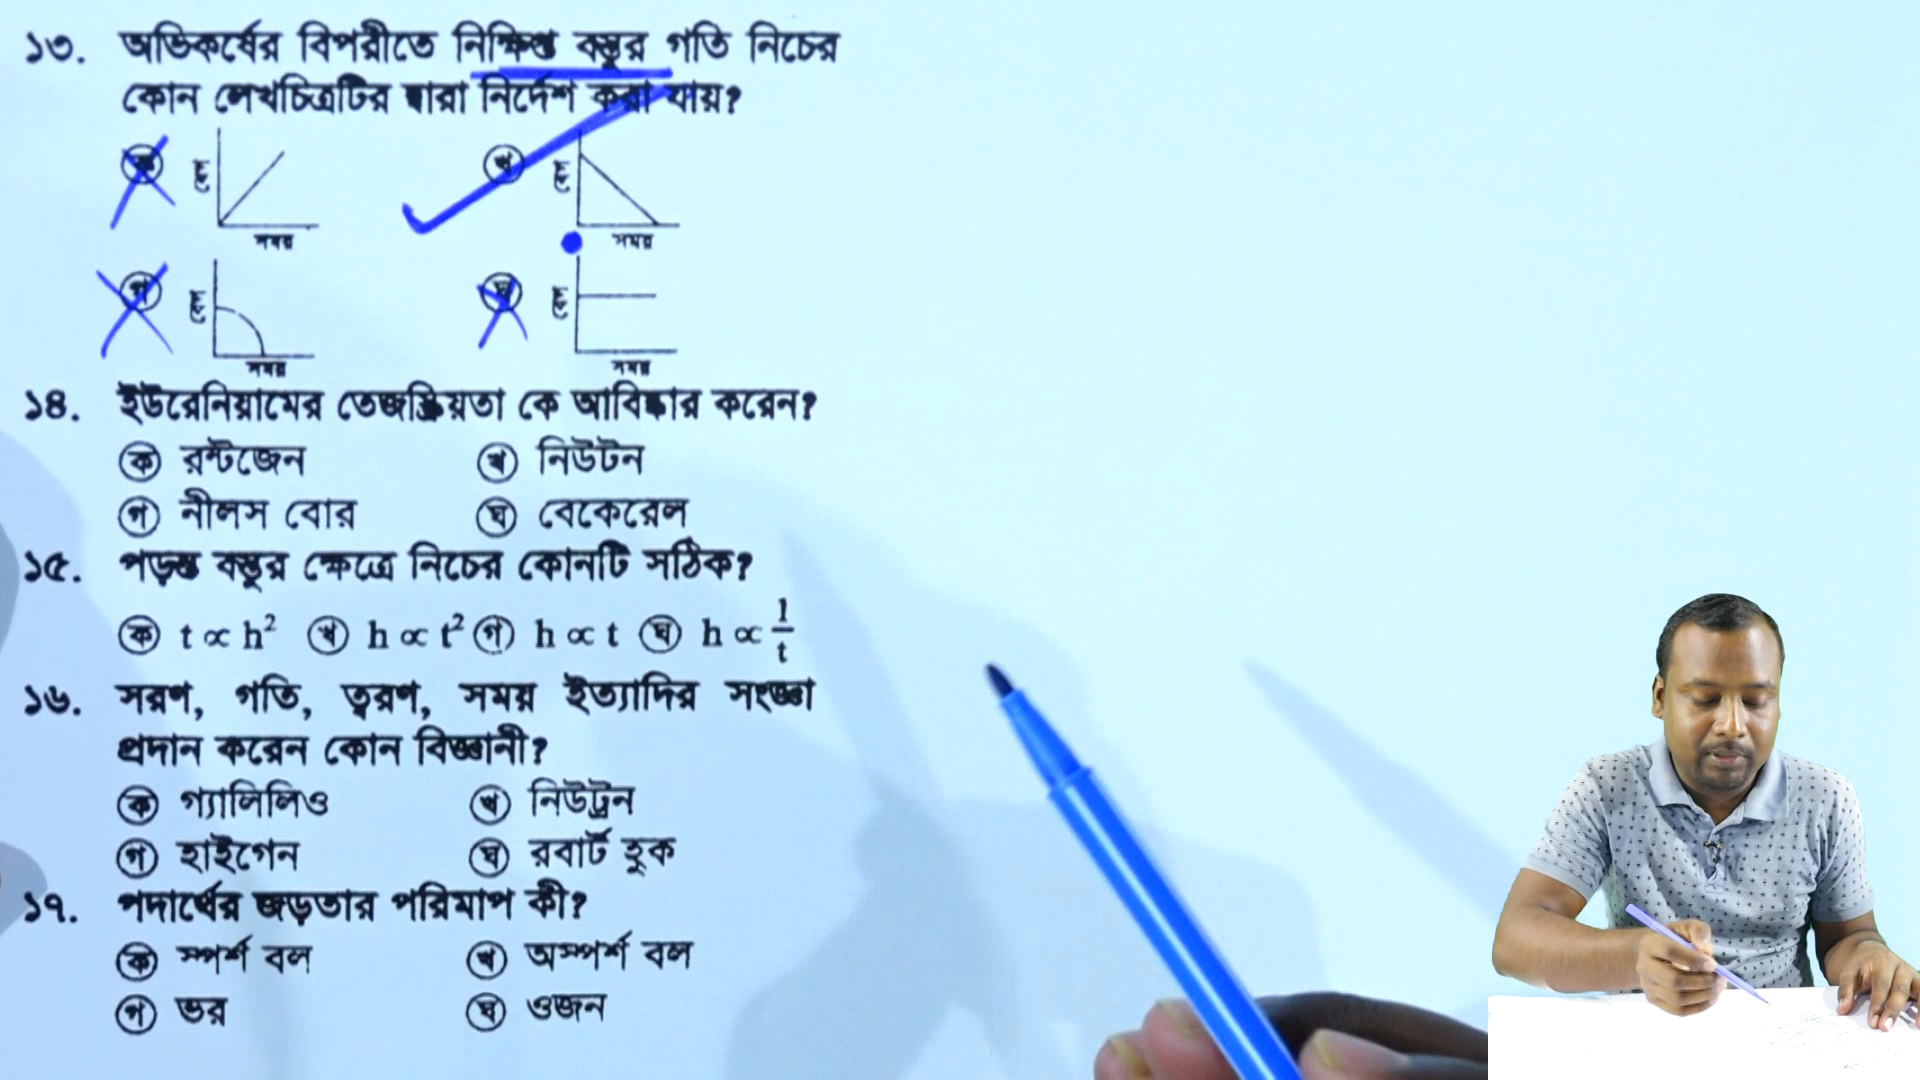 ১৩. অভিকর্ষের বিপরীতে নিক্ষিপ্ত বস্তুর গতি নিচের
কোন লেখচিত্রটির দ্বারা নির্দেশ করা যায়?
ক বেগ সময় খ বেগ সময়
গ বেগ সময় ঘ বেগ সময়
১৪. ইউরেনিয়ামের তেজস্ক্রিয়তা কে আবিষ্কার করেন?
ক রন্টজেন খ নিউটন
গ নীলস বোর ঘ বেকেরেল
১৫. পড়ন্ত বস্তুর ক্ষেত্রে নিচের কোনটি সঠিক?
ক t ∝ h² খ h ∝ t² গ h ∝ t ঘ h ∝ 1/t
১৬. সরণ, গতি, ত্বরণ, সময় ইত্যাদির সংজ্ঞা
প্রদান করেন কোন বিজ্ঞানী?
ক গ্যালিলিও খ নিউট্রন
গ হাইগেন ঘ রবার্ট হুক
১৭. পদার্থের জড়তার পরিমাপ কী?
ক স্পর্শ বল খ অস্পর্শ বল
গ ভর ঘ ওজন